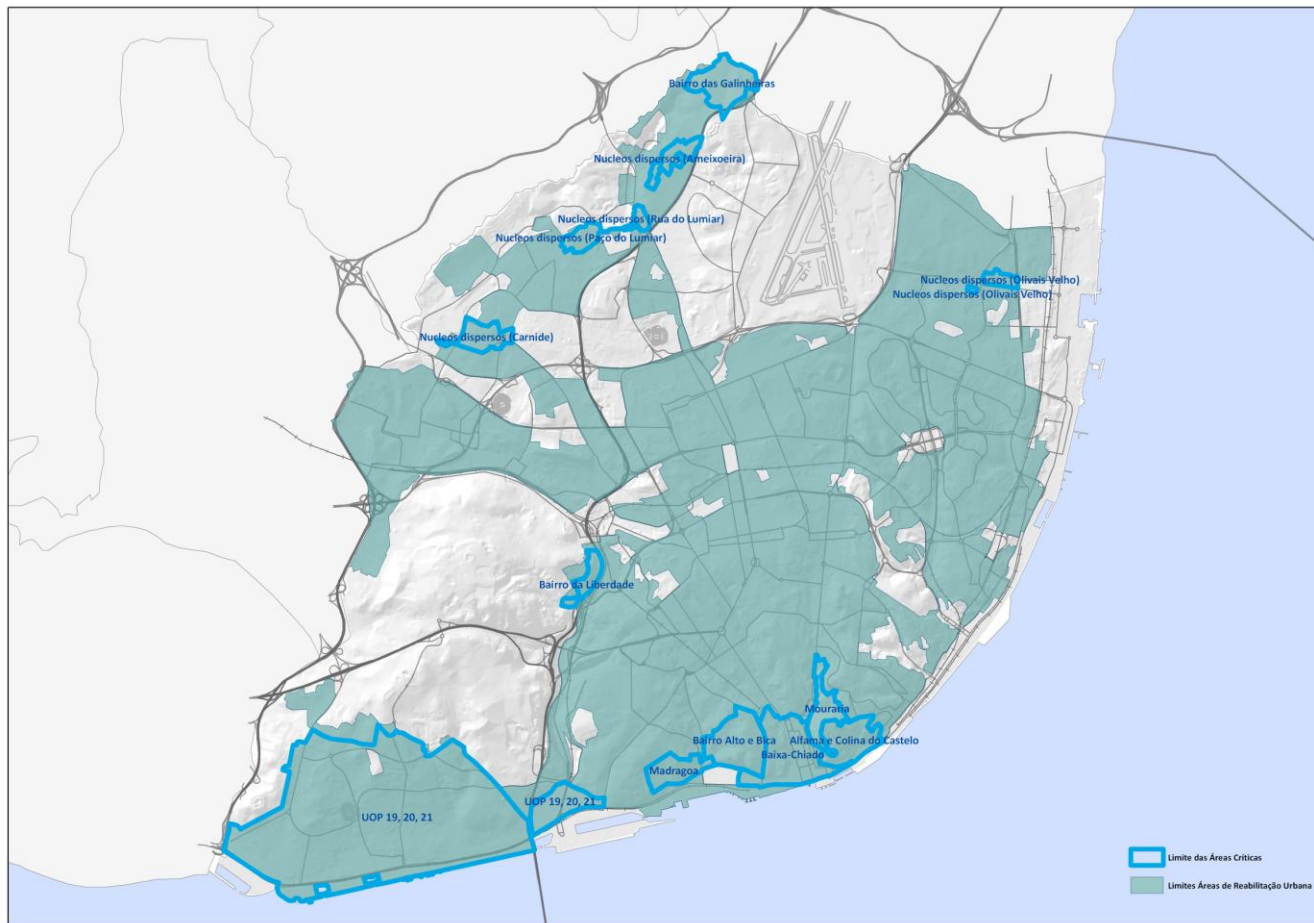 Bairro das Galinheiras
Nucleos dispersos (Ameixoeira)
Nucleos dispersos (Rua do Lumiar)
Nucleos dispersos (Paço do Lumiar)
Nucleos dispersos (Olivais Velho)
Nucleos dispersos (Olivais Velho)
Nucleos dispersos (Carnide)
Bairro da Liberdade
Mouraria
Bairro Alto e Bica
Alfama e Colina do Castelo
Baixa-Chiado
Madragoa
UOP 19, 20, 21
UOP 19, 20, 21
Limite das Áreas Críticas
Limites Áreas de Reabilitação Urbana